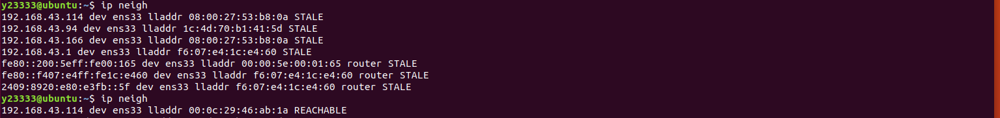 y23333@ubuntu:~$ ip neigh
192.168.43.114 dev ens33 lladdr 08:00:27:53:b8:0a STALE
192.168.43.94 dev ens33 lladdr 1c:4d:70:b1:41:5d STALE
192.168.43.166 dev ens33 lladdr 08:00:27:53:b8:0a STALE
192.168.43.1 dev ens33 lladdr f6:07:e4:1c:e4:60 STALE
fe80::200:5eff:fe00:165 dev ens33 lladdr 00:00:5e:00:01:65 router STALE
fe80::f407:e4ff:fe1c:e460 dev ens33 lladdr f6:07:e4:1c:e4:60 router STALE
2409:8920:e80:e3fb::5f dev ens33 lladdr f6:07:e4:1c:e4:60 router STALE
y23333@ubuntu:~$ ip neigh
192.168.43.114 dev ens33 lladdr 00:0c:29:46:ab:1a REACHABLE